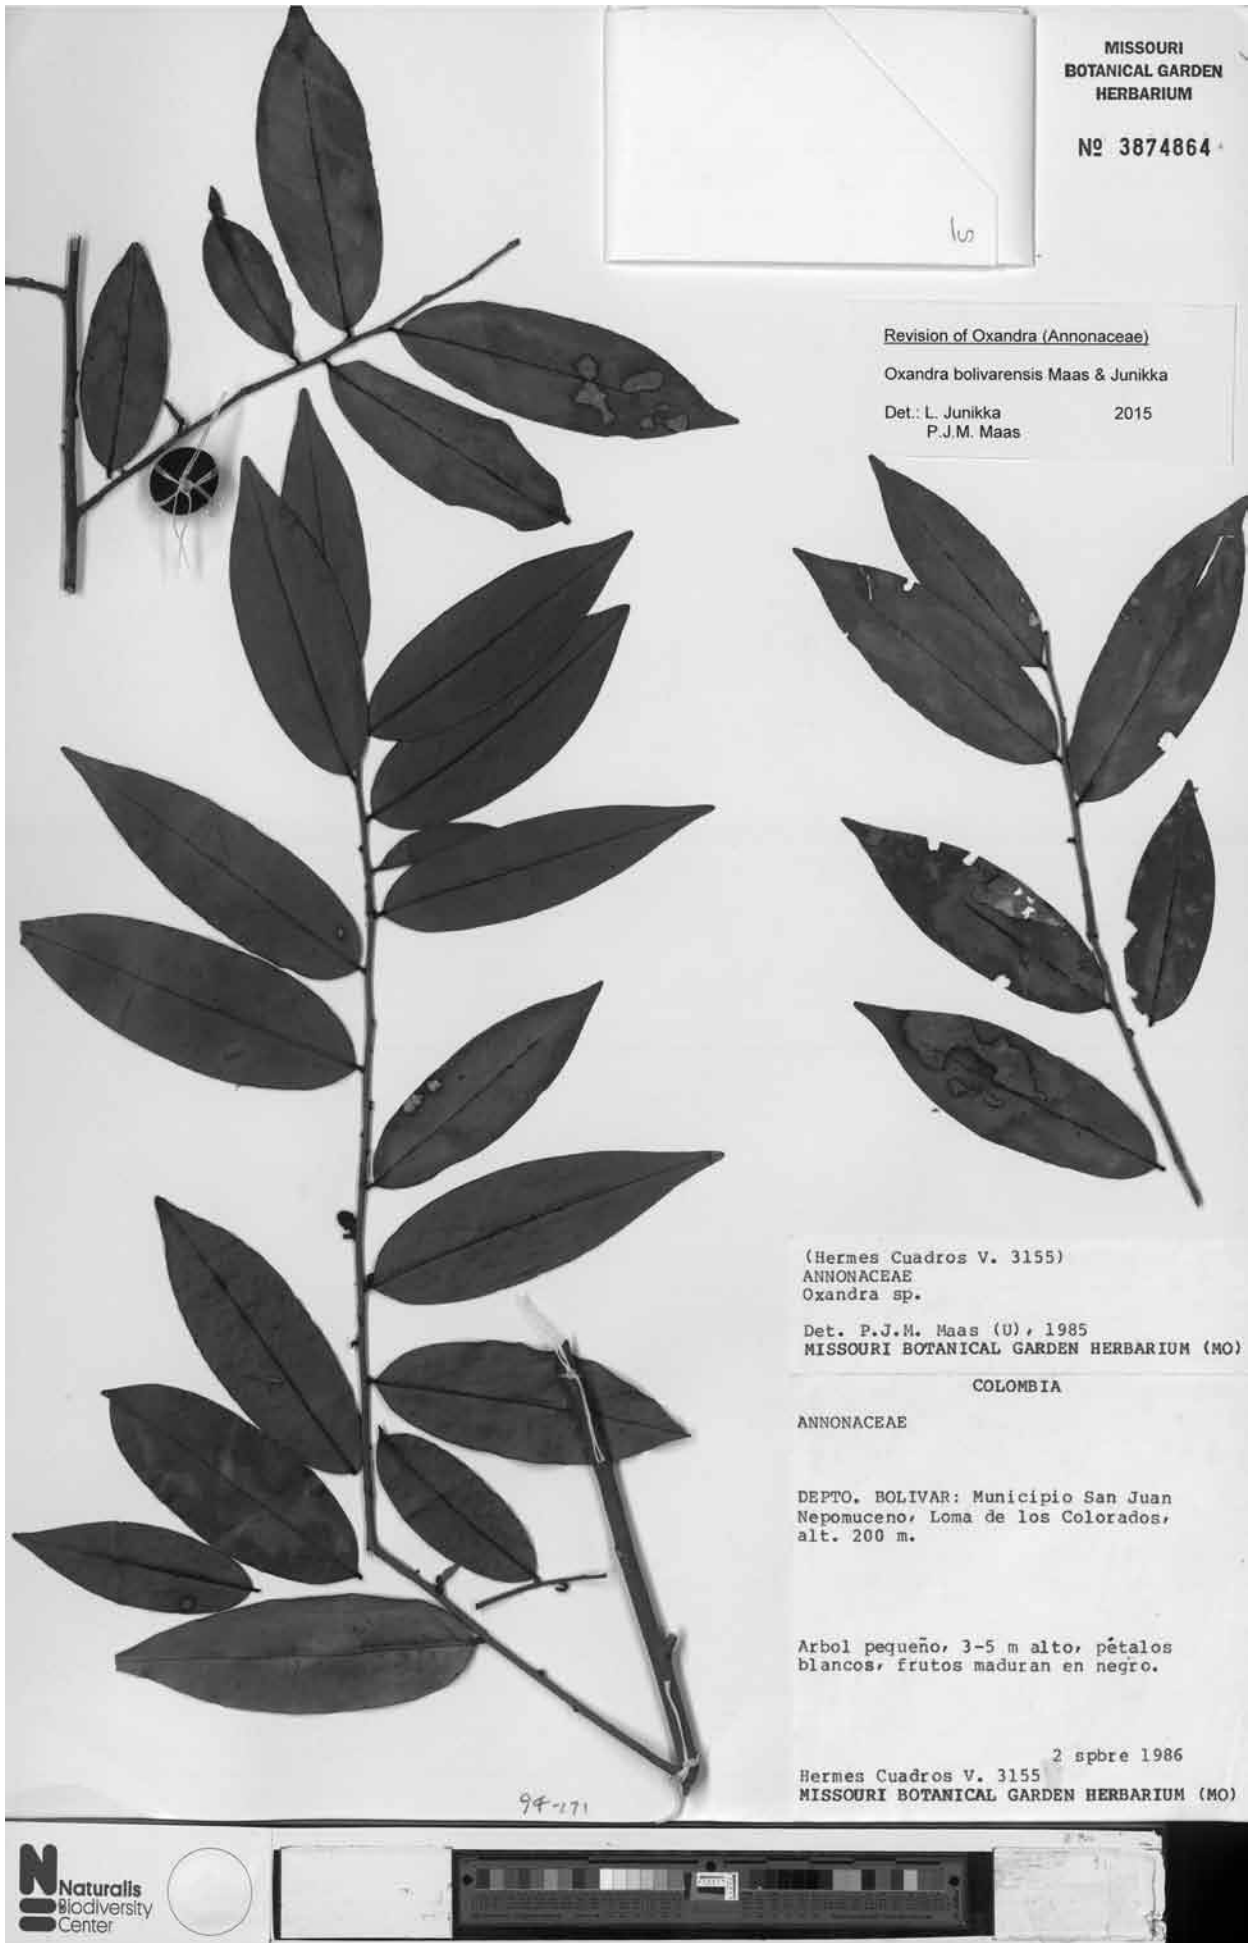 MISSOURI
BOTANICAL GARDEN
HERBARIUM
Nº 3874864
Revision of Oxandra (Annonaceae)
Oxandra bolivarensis Maas & Junikka
Det.: L. Junikka 2015
P.J.M. Maas
(Hermes Cuadros V. 3155)
ANNONACEAE
Oxandra sp.
Det. P.J.M. Maas (U), 1985
MISSOURI BOTANICAL GARDEN HERBARIUM (MO)
COLOMBIA
ANNONACEAE
DEPTO. BOLIVAR: Municipio San Juan
Nepomuceno, Loma de los Colorados,
alt. 200 m.
Arbol pequeño, 3-5 m alto, pétalos
blancos, frutos maduran en negro.
2 spbre 1986
Hermes Cuadros V. 3155
MISSOURI BOTANICAL GARDEN HERBARIUM (MO)
94-171
Naturalis
Biodiversity
Center